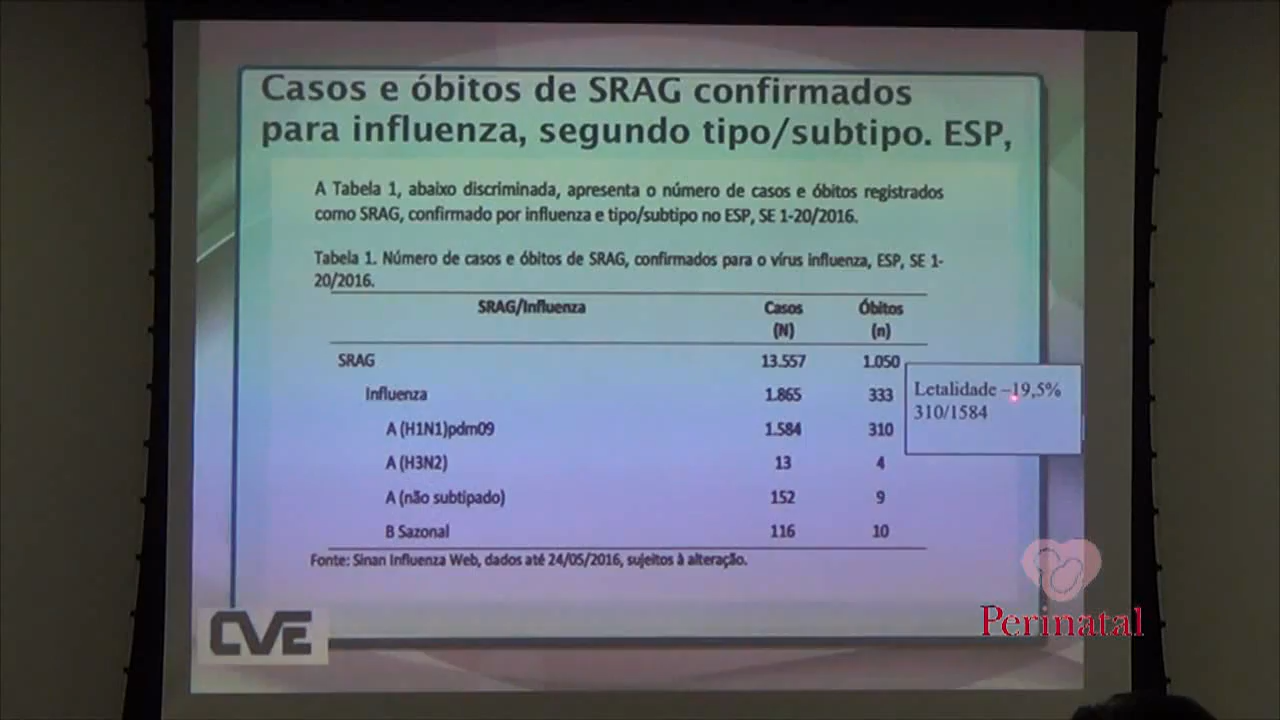 Casos e óbitos de SRAG confirmados
para influenza, segundo tipo/subtipo. ESP,
A Tabela 1, abaixo discriminada, apresenta o número de casos e óbitos registrados
como SRAG, confirmado por influenza e tipo/subtipo no ESP, SE 1-20/2016.
Tabela 1. Número de casos e óbitos de SRAG, confirmados para o vírus influenza, ESP, SE 1-
20/2016.
SRAG/Influenza Casos Óbitos
(N) (n)
SRAG 13.557 1.050
Influenza 1.865 333
A (H1N1)pdm09 1.584 310
A (H3N2) 13 4
A (não subtipado) 152 9
B Sazonal 116 10
Letalidade –19,5%
310/1584
Fonte: Sinan Influenza Web, dados até 24/05/2016, sujeitos à alteração.
CVE
Perinatal